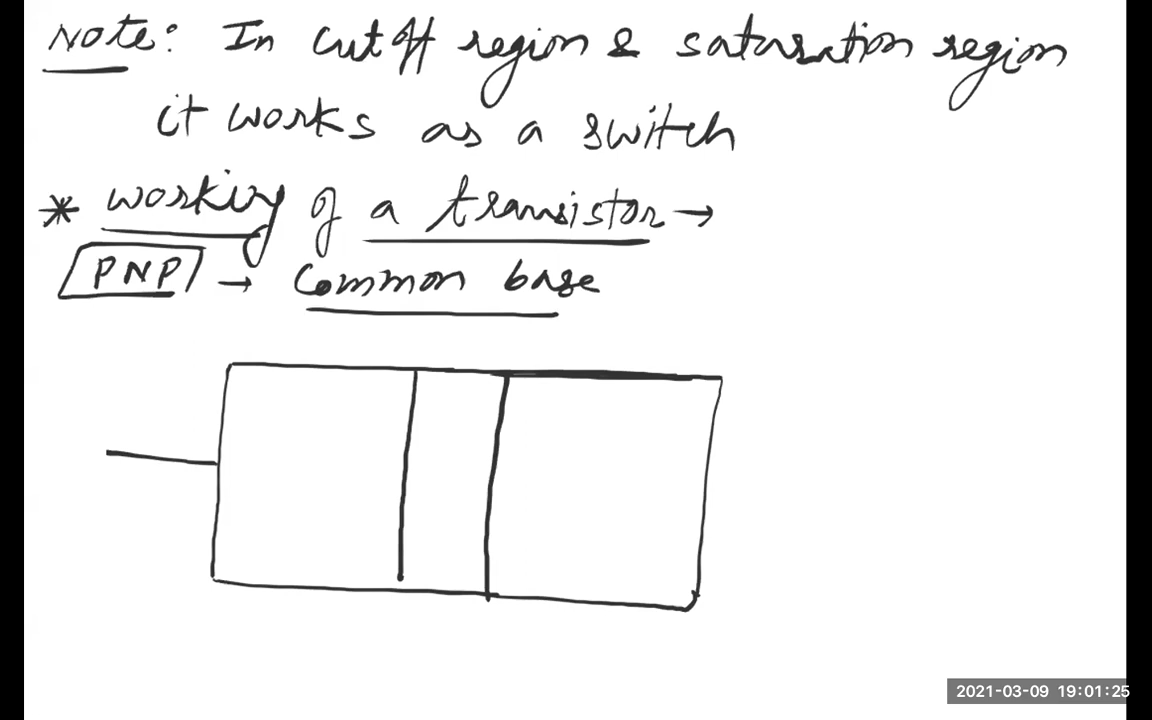 Note: In cutoff region & saturation region
it works as a switch
* working of a transistor →
PNP → Common base
2021-03-09 19:01:25